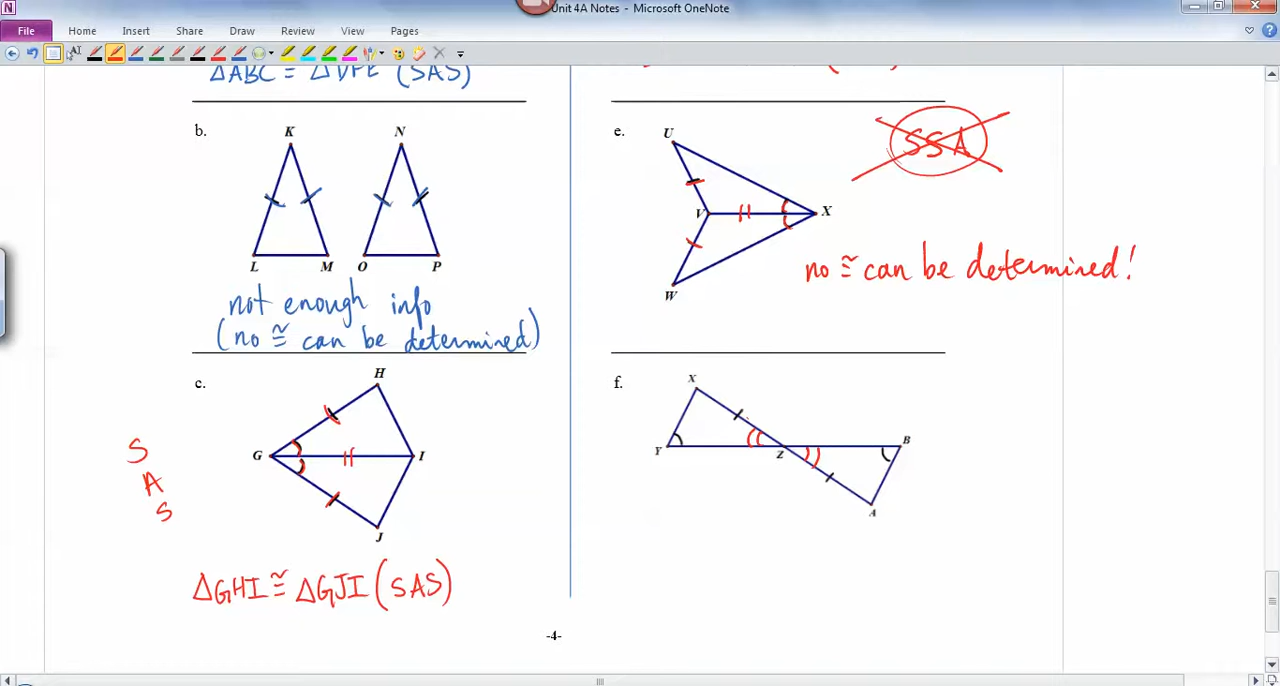 Unit 4A Notes - Microsoft OneNote
File Home Insert Share Draw Review View Pages
ΔABC ≅ ΔVFE (SAS)
b.
K N
L M O P
not enough info
(no ≅ can be determined)
c.
H
G I
J
S
A
S
ΔGHI ≅ ΔGJI (SAS)
e.
U
V X
W
SSA
no ≅ can be determined!
f.
X
Y Z B
A
-4-